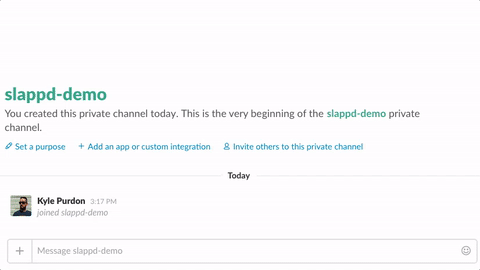 slappd-demo
You created this private channel today. This is the very beginning of the slappd-demo private
channel.
Set a purpose + Add an app or custom integration Invite others to this private channel
Today
Kyle Purdon 3:17 PM
joined slappd-demo
+ Message slappd-demo